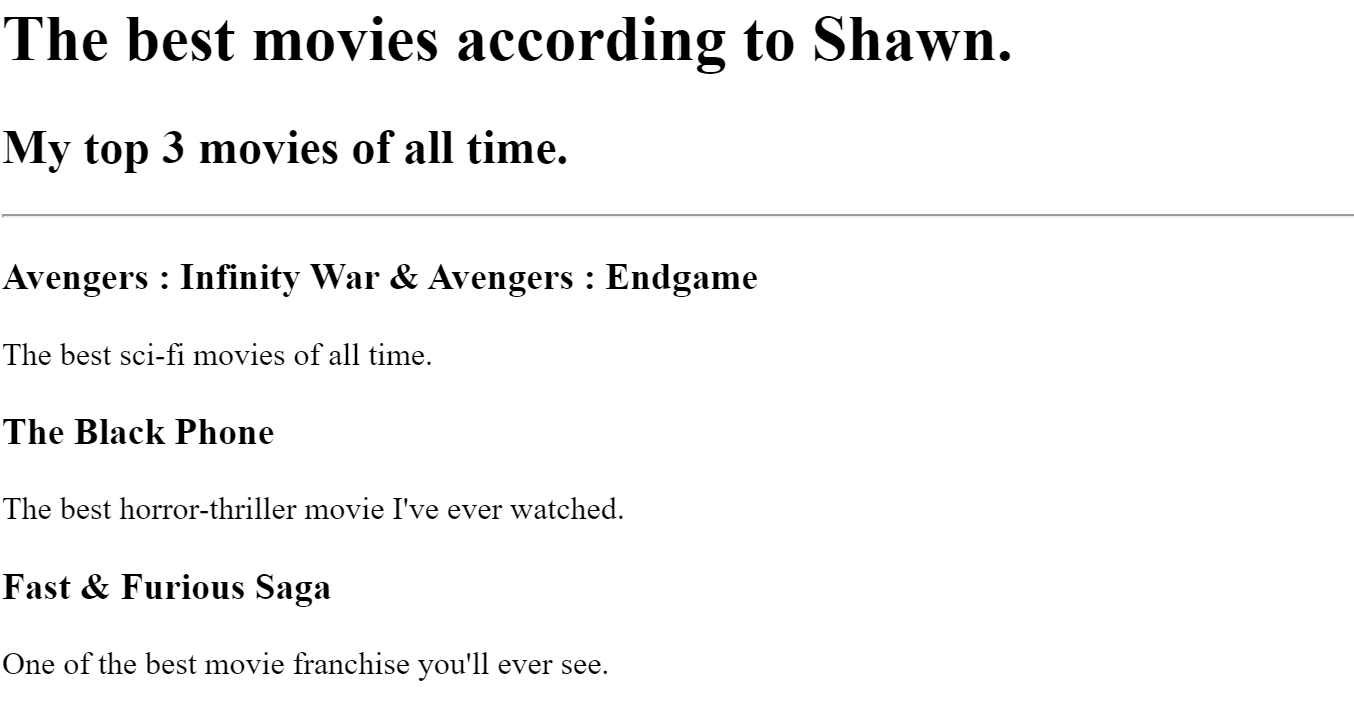 The best movies according to Shawn.
My top 3 movies of all time.
Avengers : Infinity War & Avengers : Endgame
The best sci-fi movies of all time.
The Black Phone
The best horror-thriller movie I've ever watched.
Fast & Furious Saga
One of the best movie franchise you'll ever see.